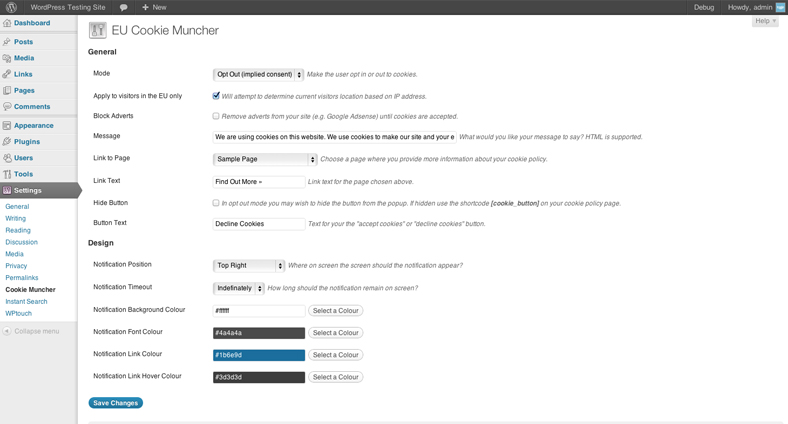 WordPress Testing Site
+ New
Debug
Howdy, admin
Help
Dashboard
Posts
Media
Links
Pages
Comments
Appearance
Plugins
Users
Tools
Settings
General
Writing
Reading
Discussion
Media
Privacy
Permalinks
Cookie Muncher
Instant Search
WPtouch
Collapse menu
EU Cookie Muncher
General
Mode Opt Out (implied consent) Make the user opt in or out to cookies.
Apply to visitors in the EU only Will attempt to determine current visitors location based on IP address.
Block Adverts Remove adverts from your site (e.g. Google Adsense) until cookies are accepted.
Message We are using cookies on this website. We use cookies to make our site and your e What would you like your message to say? HTML is supported.
Link to Page Sample Page Choose a page where you provide more information about your cookie policy.
Link Text Find Out More » Link text for the page chosen above.
Hide Button In opt out mode you may wish to hide the button from the popup. If hidden use the shortcode [cookie_button] on your cookie policy page.
Button Text Decline Cookies Text for your the "accept cookies" or "decline cookies" button.
Design
Notification Position Top Right Where on screen the screen should the notification appear?
Notification Timeout Indefinately How long should the notification remain on screen?
Notification Background Colour #ffffff Select a Colour
Notification Font Colour #4a4a4a Select a Colour
Notification Link Colour #1b6e9d Select a Colour
Notification Link Hover Colour #3d3d3d Select a Colour
Save Changes